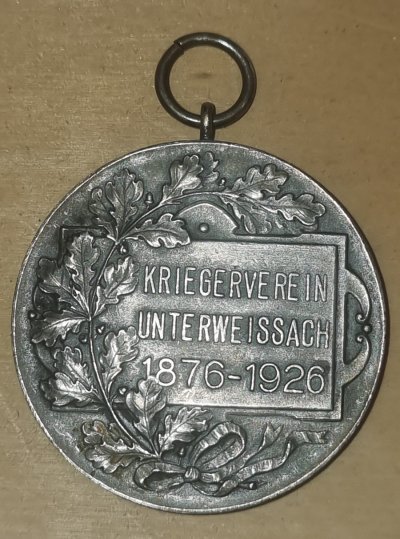 KRIEGERVEREIN
UNTERWEISSACH
1876-1926